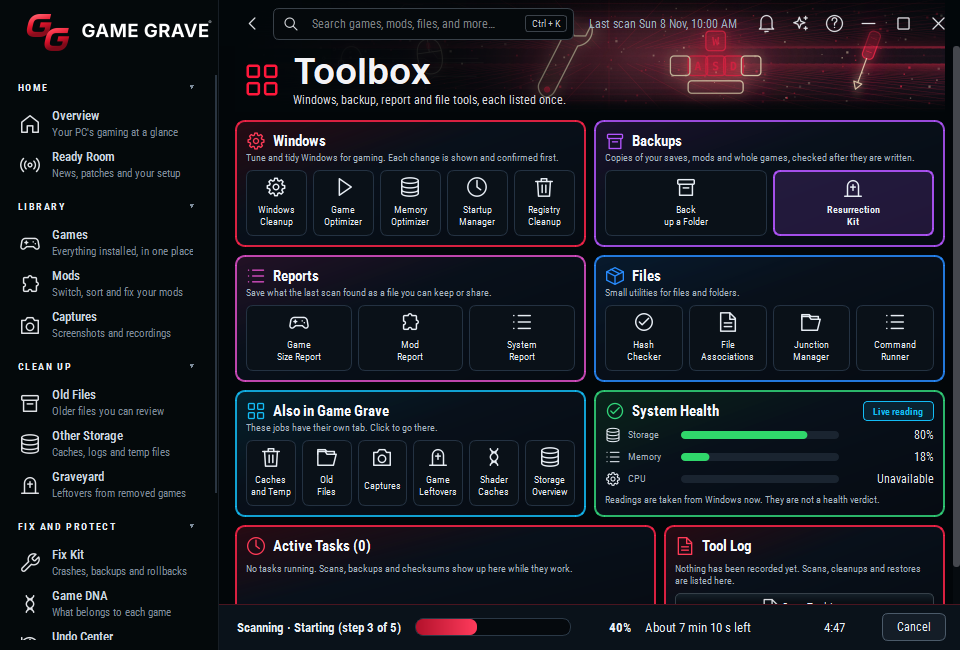 GAME GRAVE
Search games, mods, files, and more...
Ctrl + K
Last scan Sun 8 Nov, 10:00 AM
HOME
Overview
Your PC's gaming at a glance
Ready Room
News, patches and your setup
LIBRARY
Games
Everything installed, in one place
Mods
Switch, sort and fix your mods
Captures
Screenshots and recordings
CLEAN UP
Old Files
Older files you can review
Other Storage
Caches, logs and temp files
Graveyard
Leftovers from removed games
FIX AND PROTECT
Fix Kit
Crashes, backups and rollbacks
Game DNA
What belongs to each game
Undo Center
Toolbox
Windows, backup, report and file tools, each listed once.
Windows
Tune and tidy Windows for gaming. Each change is shown and confirmed first.
Windows
Cleanup
Game
Optimizer
Memory
Optimizer
Startup
Manager
Registry
Cleanup
Backups
Copies of your saves, mods and whole games, checked after they are written.
Back
up a Folder
Resurrection
Kit
Reports
Save what the last scan found as a file you can keep or share.
Game
Size Report
Mod
Report
System
Report
Files
Small utilities for files and folders.
Hash
Checker
File
Associations
Junction
Manager
Command
Runner
Also in Game Grave
These jobs have their own tab. Click to go there.
Caches
and Temp
Old
Files
Captures
Game
Leftovers
Shader
Caches
Storage
Overview
System Health
Live reading
Storage
80%
Memory
18%
CPU
Unavailable
Readings are taken from Windows now. They are not a health verdict.
Active Tasks (0)
No tasks running. Scans, backups and checksums show up here while they work.
Tool Log
Nothing has been recorded yet. Scans, cleanups and restores
are listed here.
Scanning · Starting (step 3 of 5)
40%
About 7 min 10 s left
4:47
Cancel